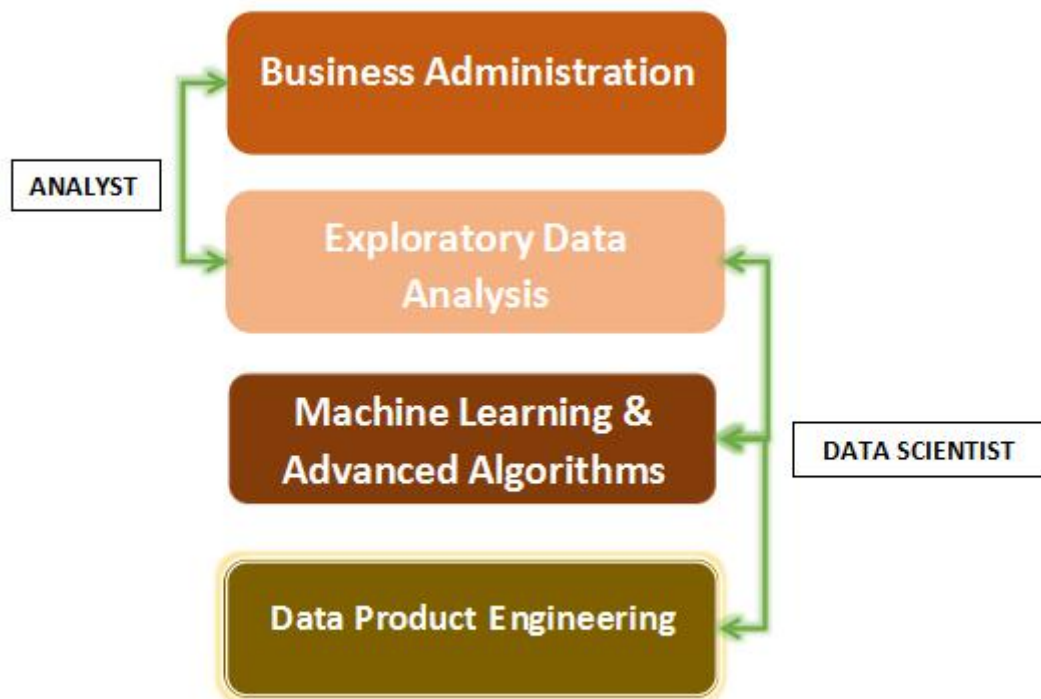 Business Administration
ANALYST
Exploratory Data
Analysis
Machine Learning &
Advanced Algorithms
DATA SCIENTIST
Data Product Engineering